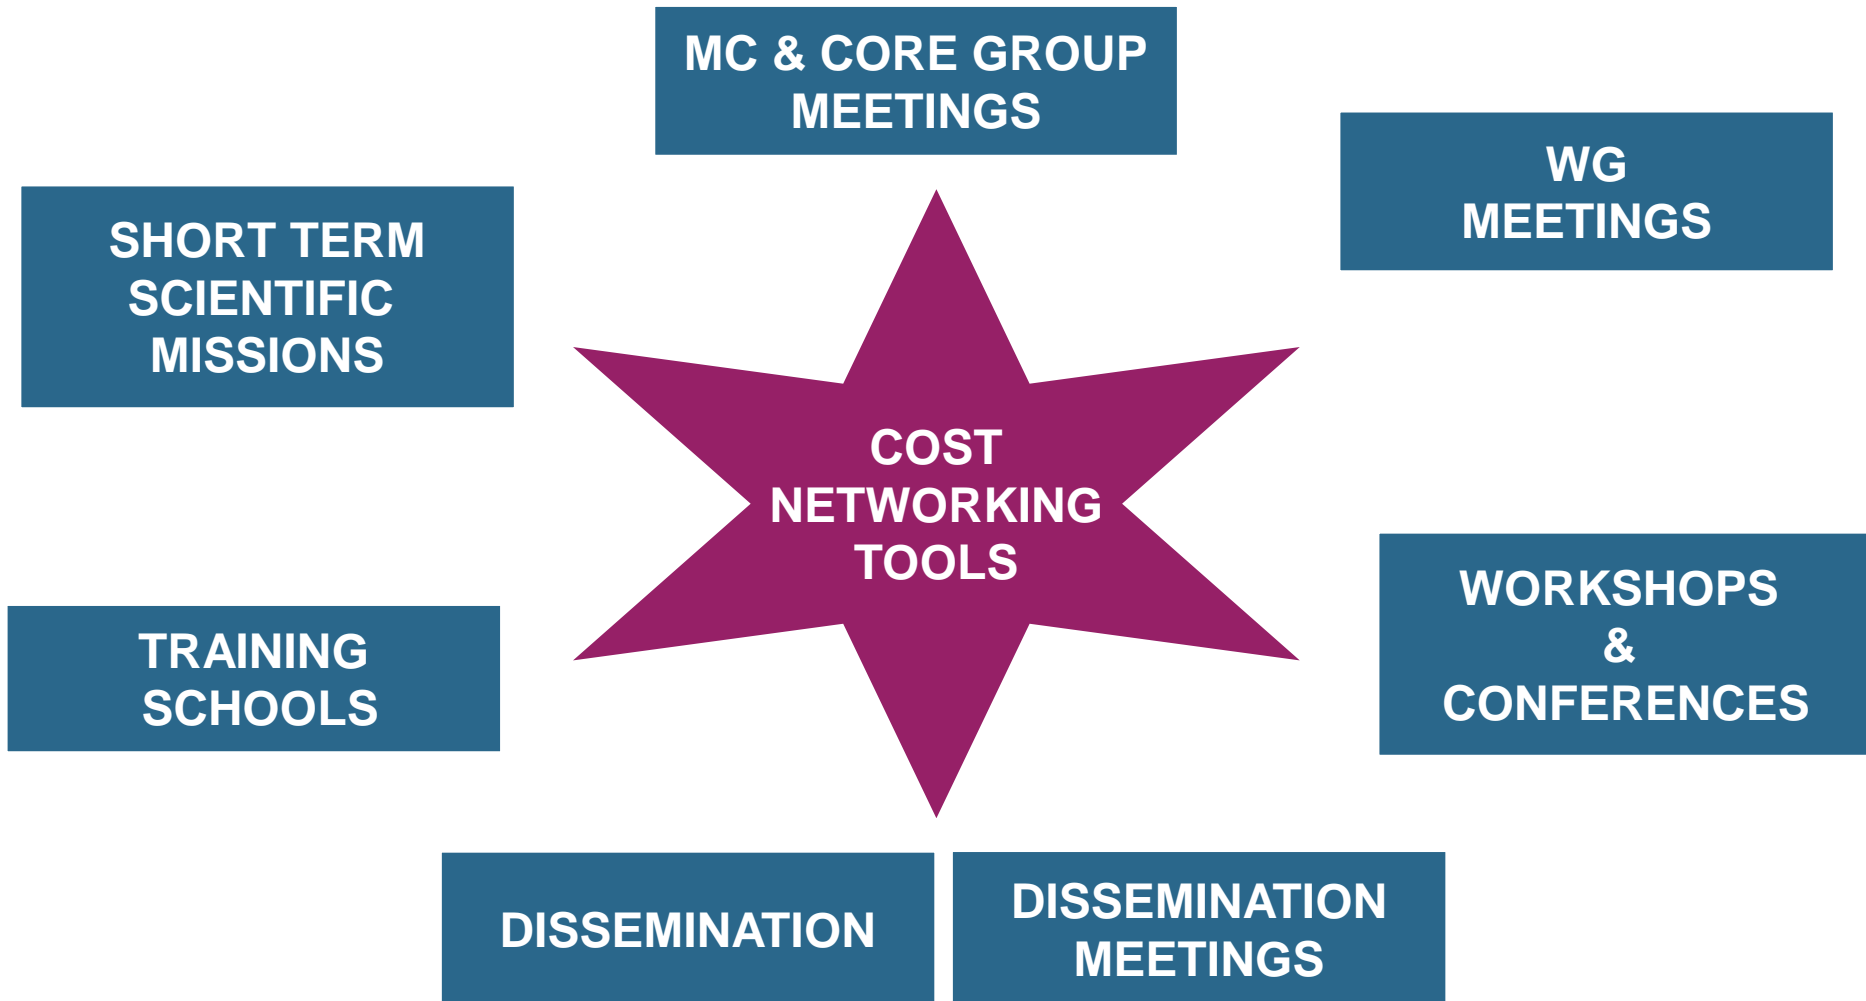 MC & CORE GROUP
MEETINGS
WG
MEETINGS
SHORT TERM
SCIENTIFIC
MISSIONS
COST
NETWORKING
TOOLS
WORKSHOPS
&
CONFERENCES
TRAINING
SCHOOLS
DISSEMINATION
DISSEMINATION
MEETINGS